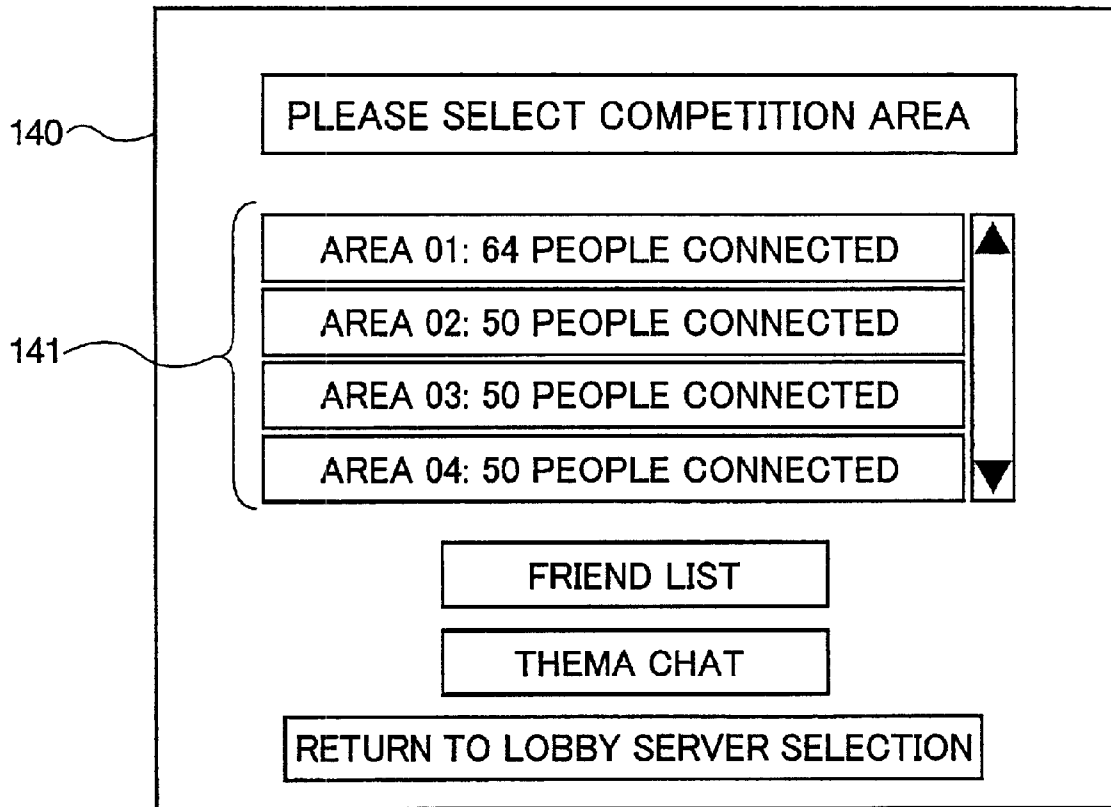 PLEASE SELECT COMPETITION AREA
140
AREA 01: 64 PEOPLE CONNECTED
AREA 02: 50 PEOPLE CONNECTED
141
AREA 03: 50 PEOPLE CONNECTED
AREA 04: 50 PEOPLE CONNECTED
FRIEND LIST
THEMA CHAT
RETURN TO LOBBY SERVER SELECTION